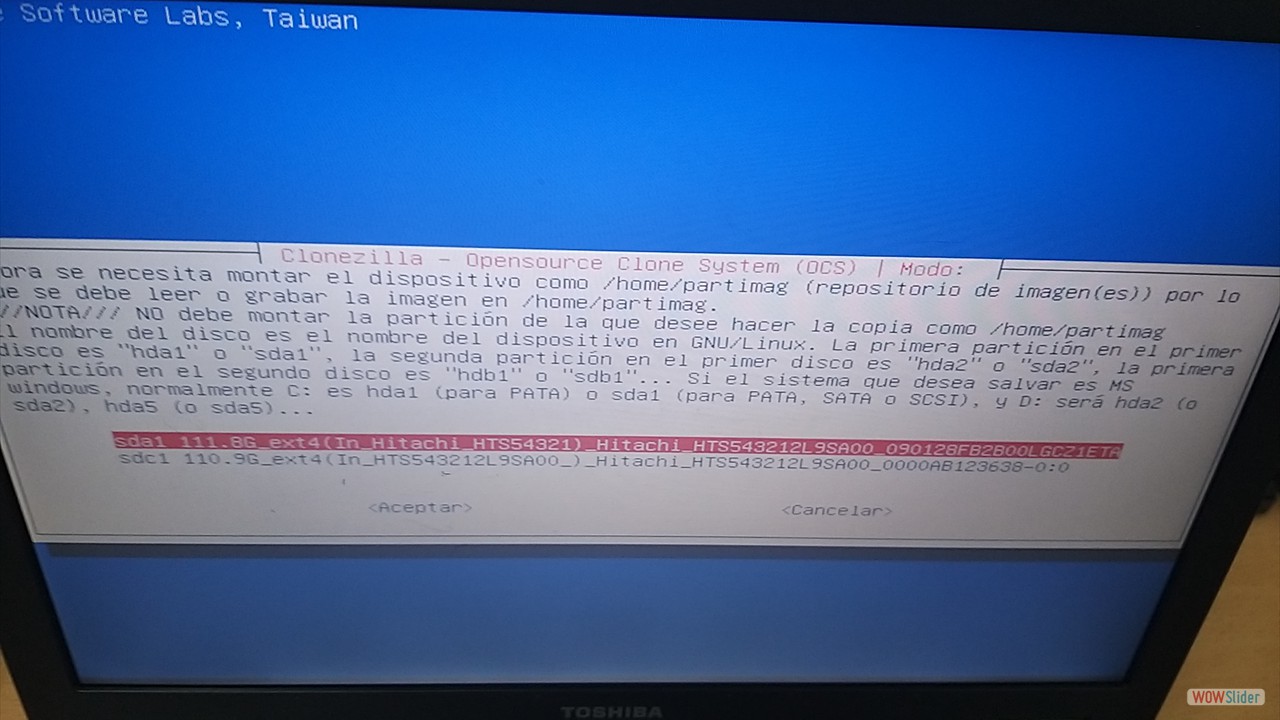 Software Labs, Taiwan
Clonezilla - Opensource Clone System (OCS) | Modo:
ora se necesita montar el dispositivo como /home/partimag (repositorio de imagen(es)) por lo
ue se debe leer o grabar la imagen en /home/partimag.
//NOTA/// NO debe montar la partición de la que desee hacer la copia como /home/partimag
l nombre del disco es el nombre del dispositivo en GNU/Linux. La primera partición en el primer
disco es "hda1" o "sda1", la segunda partición en el primer disco es "hda2" o "sda2", la primera
partición en el segundo disco es "hdb1" o "sdb1"... Si el sistema que desea salvar es MS
windows, normalmente C: es hda1 (para PATA) o sda1 (para PATA, SATA o SCSI), y D: será hda2 (o
sda2), hda5 (o sda5)...
sda1 111.8G_ext4(In_Hitachi_HTS54321)_Hitachi_HTS543212L9SA00_090128FB2B00LGCZ1ETA
sdc1 110.9G_ext4(In_HTS543212L9SA00_)_Hitachi_HTS543212L9SA00_0000AB123638-0:0
<Aceptar> <Cancelar>
TOSHIBA
WOWSlider